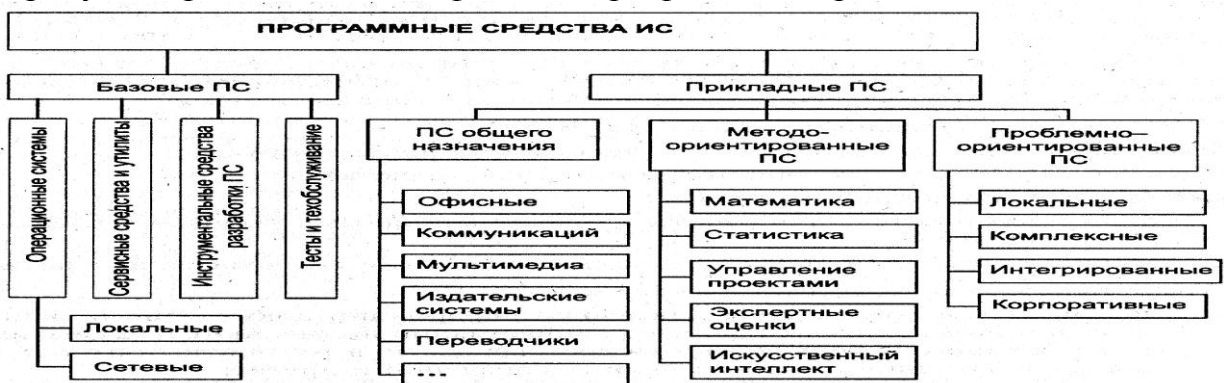 ПРОГРАММНЫЕ СРЕДСТВА ИС
Базовые ПС
Прикладные ПС
Операционные системы
Сервисные средства и утилиты
Инструментальные средства
разработки ПС
Тесты и техобслуживание
Локальные
Сетевые
ПС общего
назначения
Офисные
Коммуникаций
Мультимедиа
Издательские
системы
Переводчики
...
Методо-
ориентированные
ПС
Математика
Статистика
Управление
проектами
Экспертные
оценки
Искусственный
интеллект
Проблемно–
ориентированные
ПС
Локальные
Комплексные
Интегрированные
Корпоративные